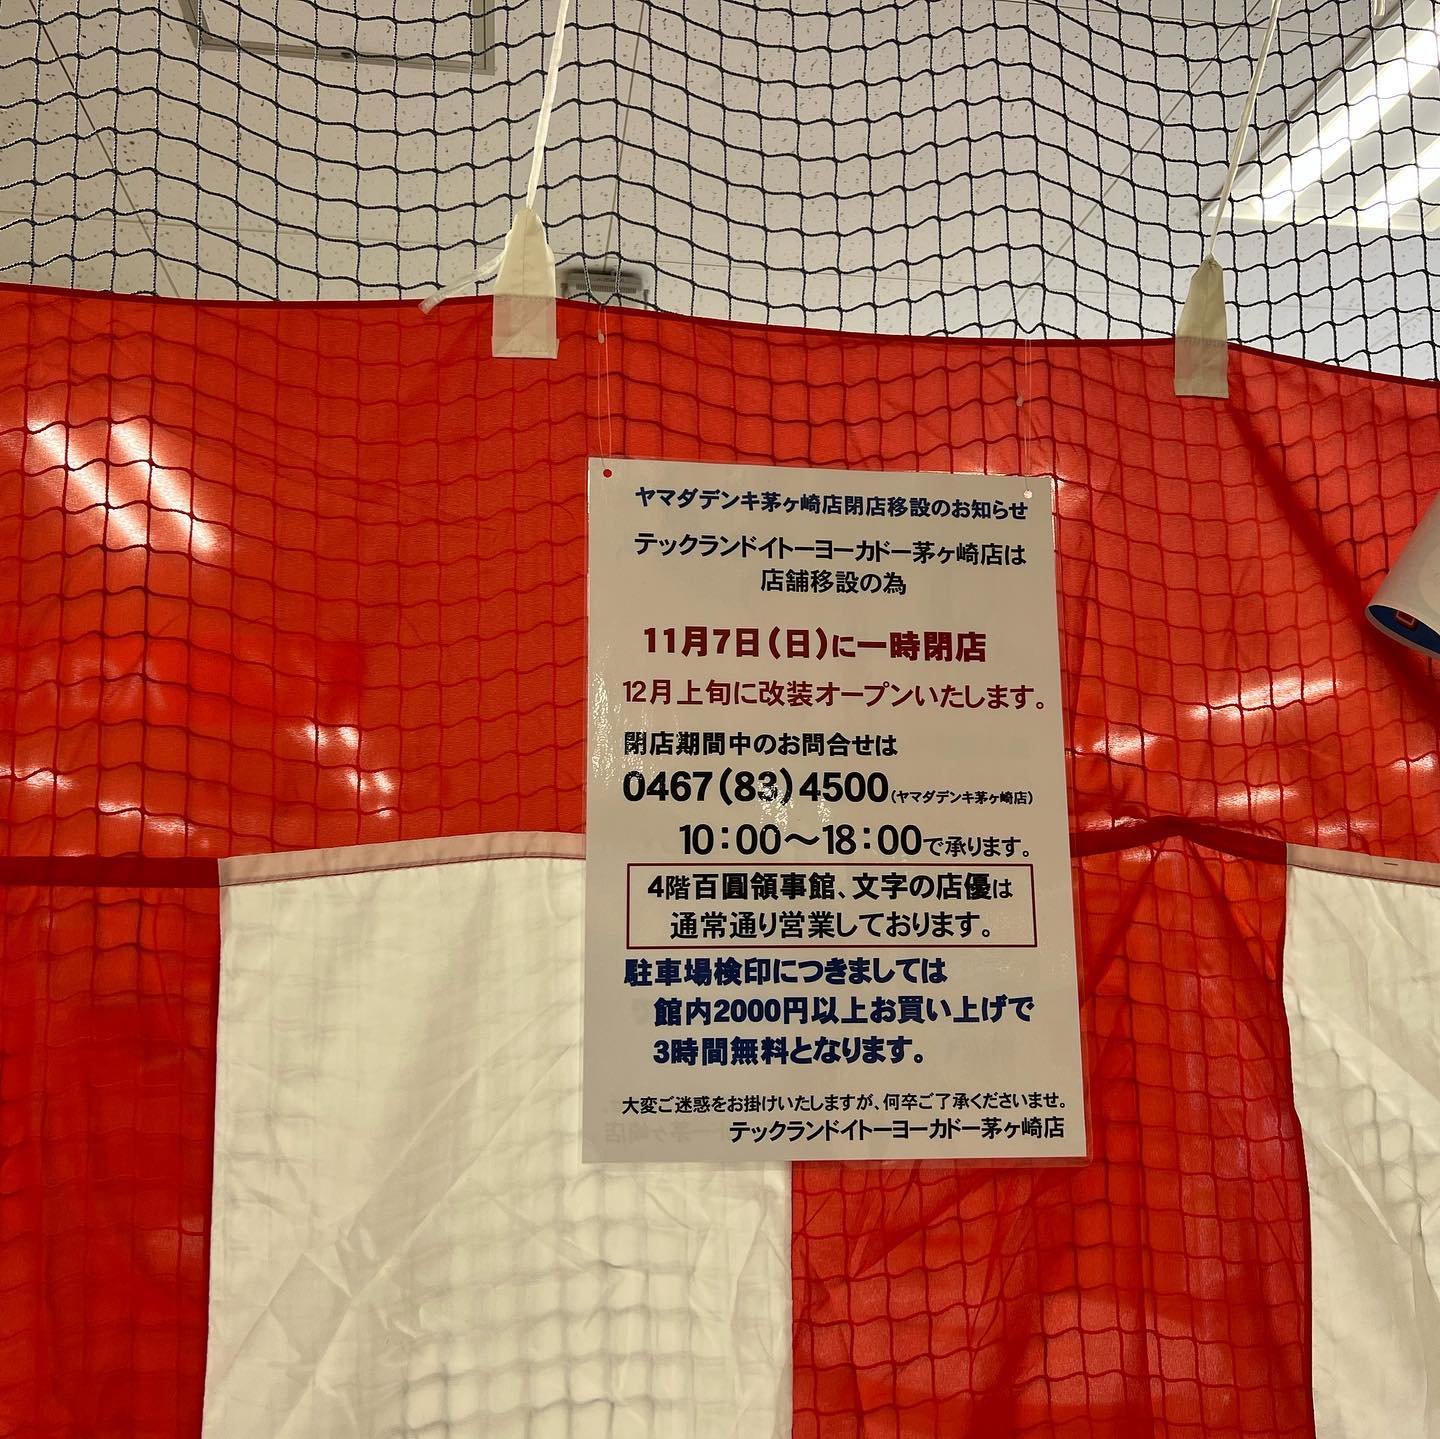 ヤマダデンキ茅ヶ崎店閉店移設のお知らせ
テックランドイトーヨーカドー茅ヶ崎店は
店舗移設の為
11月7日(日)に一時閉店
12月上旬に改装オープンいたします。
閉店期間中のお問合せは
0467(83)4500(ヤマダデンキ茅ヶ崎店)
10:00～18:00で承ります。
4階百圓領事館、文字の店優は
通常通り営業しております。
駐車場検印につきましては
館内2000円以上お買い上げで
3時間無料となります。
大変ご迷惑をお掛けいたしますが、何卒ご了承くださいませ。
テックランドイトーヨーカドー茅ヶ崎店